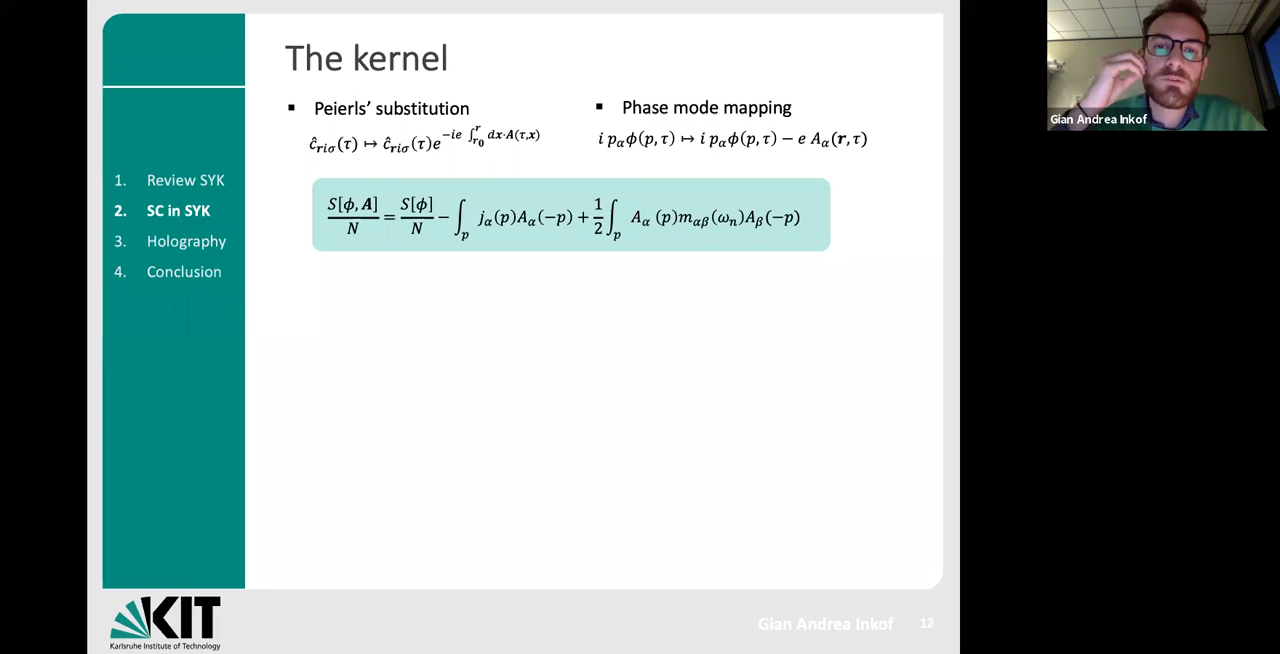 The kernel
▪ Peierls' substitution
ĉ_{riσ}(τ) ↦ ĉ_{riσ}(τ)e^{-ie ∫_{r_0}^{r} dx·A(τ,x)}
▪ Phase mode mapping
i p_α ϕ(p, τ) ↦ i p_α ϕ(p, τ) − e A_α(r, τ)
S[ϕ, A]/N = S[ϕ]/N − ∫_p j_α(p)A_α(−p) + 1/2 ∫_p A_α (p)m_{αβ}(ω_n)A_β(−p)
1. Review SYK
2. SC in SYK
3. Holography
4. Conclusion
KIT
Karlsruhe Institute of Technology
Gian Andrea Inkof 12
Gian Andrea Inkof